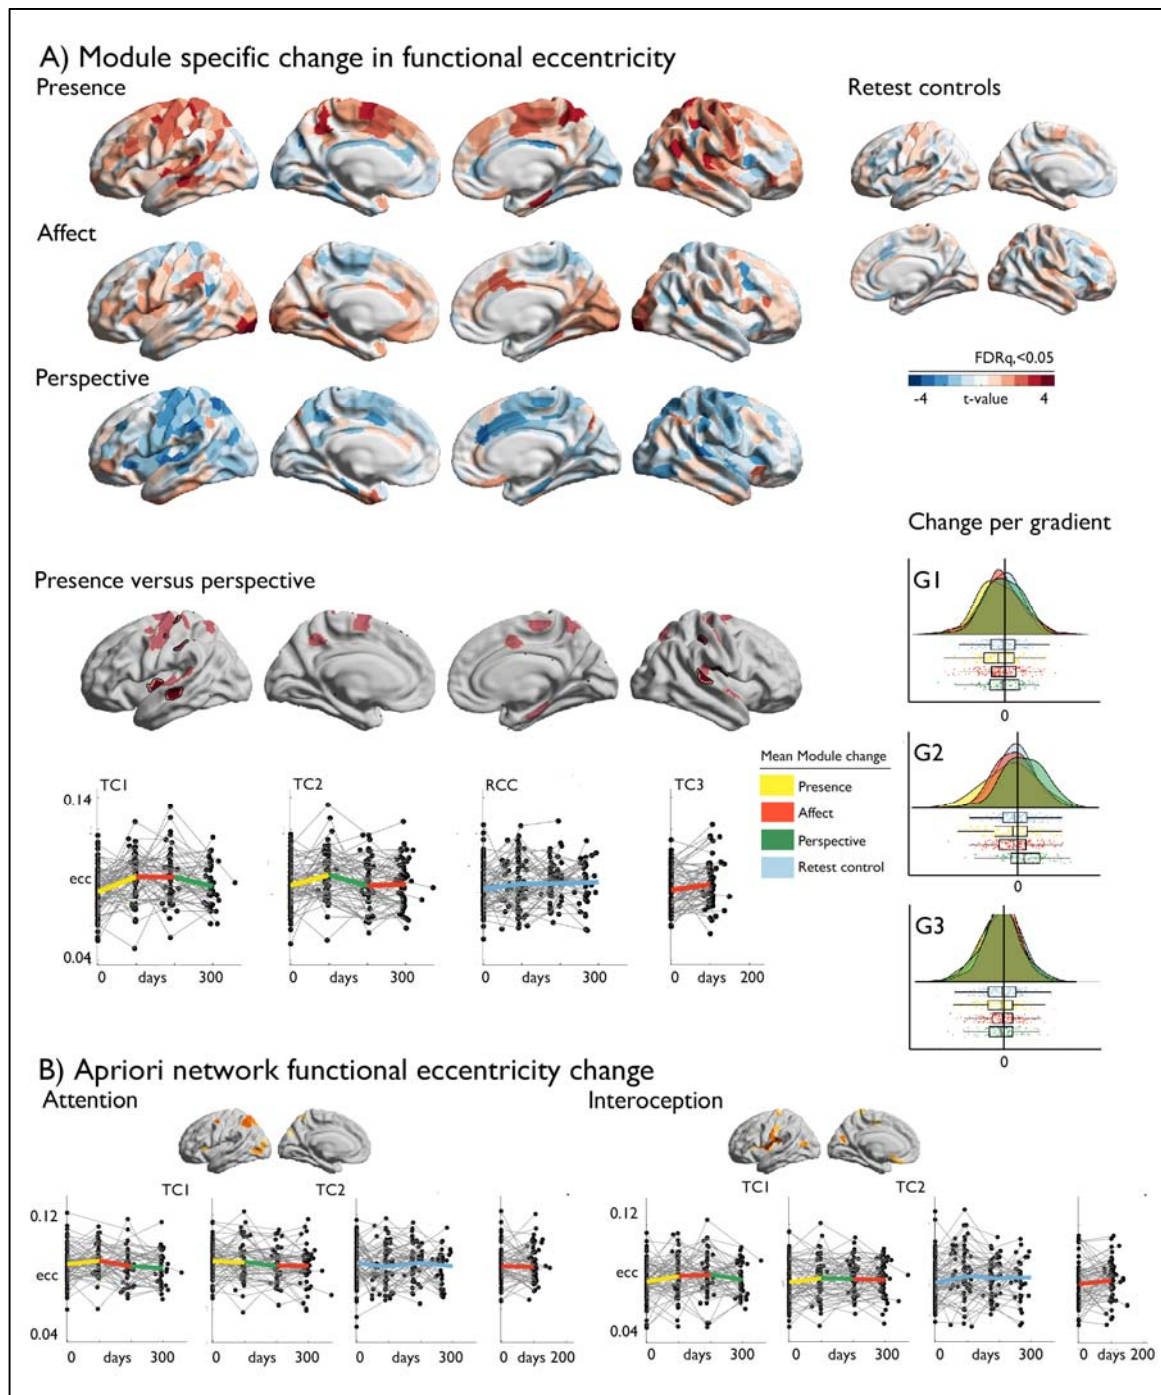 A) Module specific change in functional eccentricity
Presence
Retest controls
Affect
FDRq,<0.05
-4 t-value 4
Perspective
Change per gradient
G1
0
Presence versus perspective
G2
0
Mean Module change
Presence
Affect
Perspective
Retest control
TC1 TC2 RCC TC3
0.14
ecc
0.04
0 days 300 0 days 300 0 days 300 0 days 200
G3
0
B) Apriori network functional eccentricity change
Attention Interoception
TC1 TC2 TC1 TC2
0.12 0.12
ecc ecc
0.04 0.04
0 days 300 0 days 300 0 days 300 0 days 200 0 days 300 0 days 300 0 days 300 0 days 200